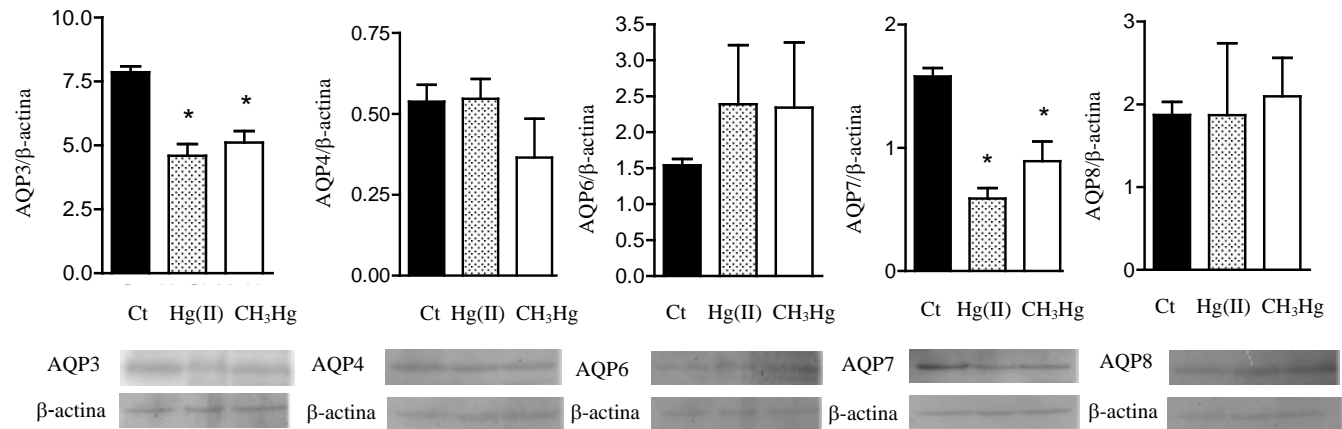 AQP3/β-actina
10.0
7.5
5.0
2.5
0.0
*
*
Ct Hg(II) CH₃Hg
AQP4/β-actina
0.75
0.50
0.25
0.00
Ct Hg(II) CH₃Hg
AQP6/β-actina
3.5
3.0
2.5
2.0
1.5
1.0
0.5
0.0
Ct Hg(II) CH₃Hg
AQP7/β-actina
2
1
0
*
*
Ct Hg(II) CH₃Hg
AQP8/β-actina
3
2
1
0
Ct Hg(II) CH₃Hg
AQP3
AQP4
AQP6
AQP7
AQP8
β-actina
β-actina
β-actina
β-actina
β-actina